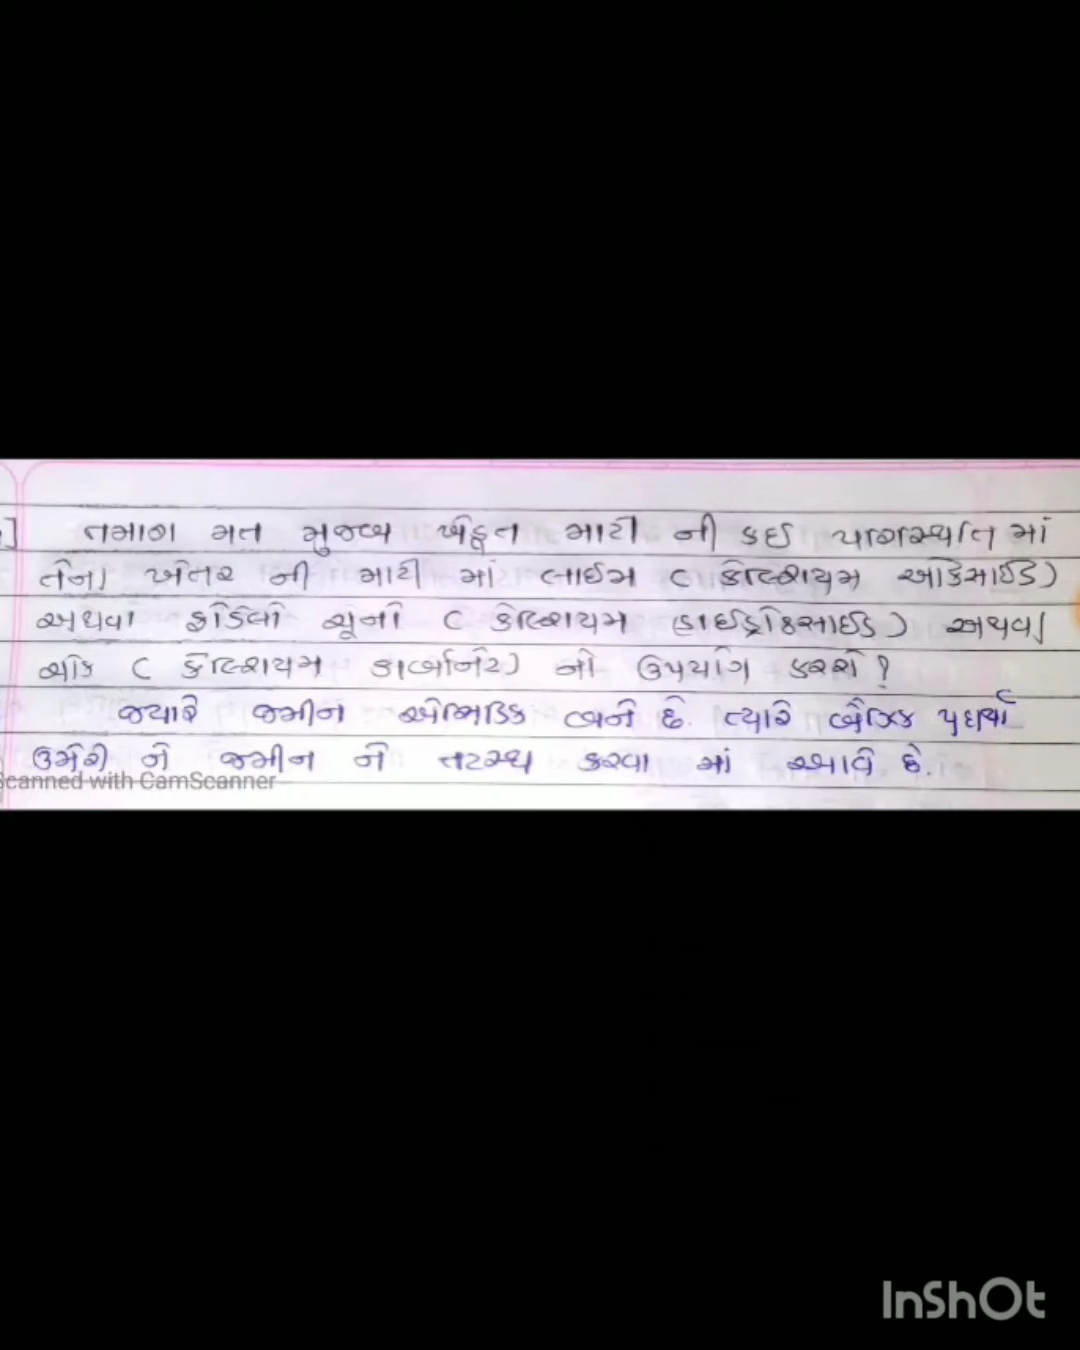 ] તમારા મત મુજબ ખેડૂત માટી ની કઈ પરિસ્થિતિ માં
તેના ખેતર ની માટી માં લાઈમ ( કેલ્શિયમ ઓક્સાઈડ)
અથવા ફોડેલો ચૂનો ( કેલ્શિયમ હાઈડ્રોક્સાઈડ ) અથવા
ચોક ( કેલ્શિયમ કાર્બોનેટ) નો ઉપયોગ કરશે ?
જ્યારે જમીન એસિડિક બને છે. ત્યારે બેઝિક પદાર્થો
ઉમેરી ને જમીન ને તટસ્થ કરવા માં આવે છે.
Scanned with CamScanner
InShOt